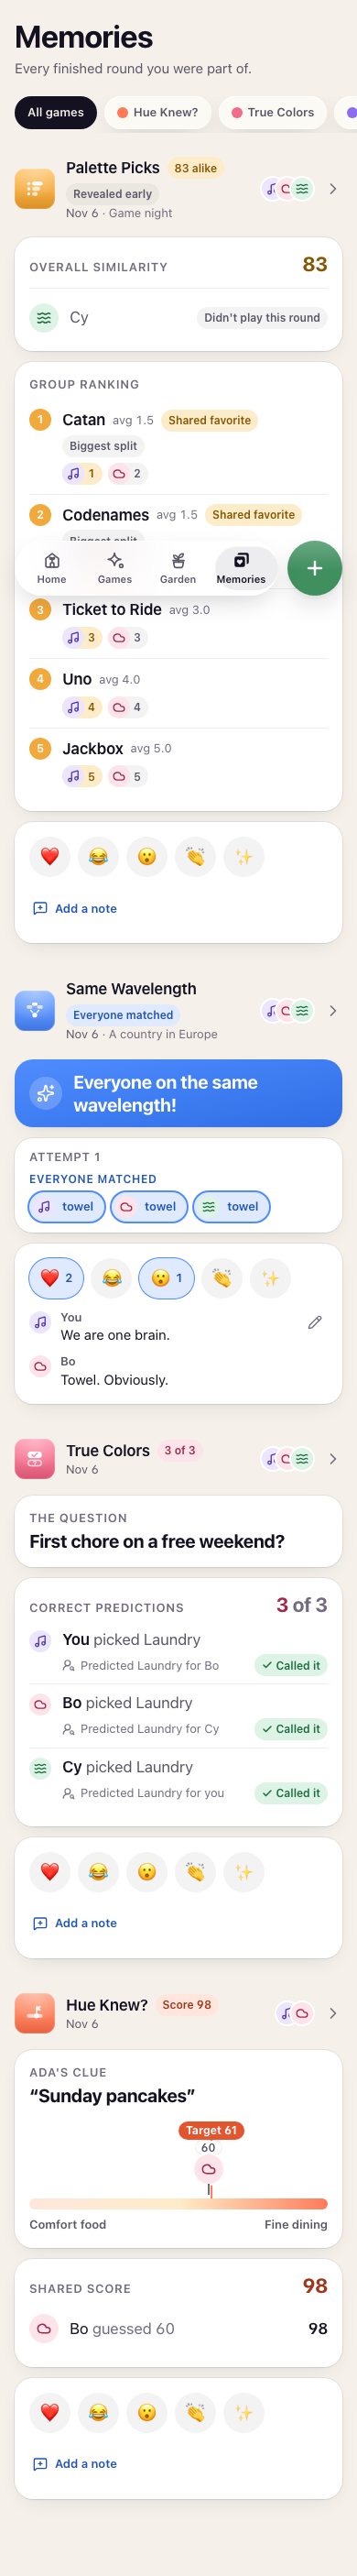 Memories
Every finished round you were part of.
All games
Hue Knew?
True Colors
Palette Picks
83 alike
Revealed early
Nov 6 · Game night
OVERALL SIMILARITY
83
Cy
Didn't play this round
GROUP RANKING
1
Catan
avg 1.5
Shared favorite
Biggest split
1
2
2
Codenames
avg 1.5
Shared favorite
Biggest split
Home
Games
Garden
Memories
3
Ticket to Ride
avg 3.0
3
3
4
Uno
avg 4.0
4
4
5
Jackbox
avg 5.0
5
5
❤️ 😂 😮 👏 ✨
Add a note
Same Wavelength
Everyone matched
Nov 6 · A country in Europe
Everyone on the same
wavelength!
ATTEMPT 1
EVERYONE MATCHED
towel
towel
towel
❤️ 2 😂 😮 1 👏 ✨
You
We are one brain.
Bo
Towel. Obviously.
True Colors
3 of 3
Nov 6
THE QUESTION
First chore on a free weekend?
CORRECT PREDICTIONS
3 of 3
You picked Laundry
Predicted Laundry for Bo
Called it
Bo picked Laundry
Predicted Laundry for Cy
Called it
Cy picked Laundry
Predicted Laundry for you
Called it
❤️ 😂 😮 👏 ✨
Add a note
Hue Knew?
Score 98
Nov 6
ADA'S CLUE
“Sunday pancakes”
Target 61
60
Comfort food
Fine dining
SHARED SCORE
98
Bo guessed 60
98
❤️ 😂 😮 👏 ✨
Add a note